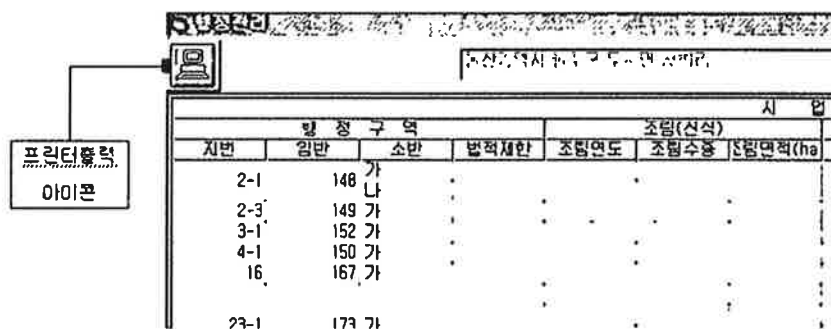 프린터출력
아이콘
시 업
행 정 구 역
조림(신식)
지번 임반 소반 법적제한 조림연도 조림수종 조림면적(ha
2-1 148 가
나
2-3 149 가
3-1 152 가
4-1 150 가
16 167 가
23-1 173 가